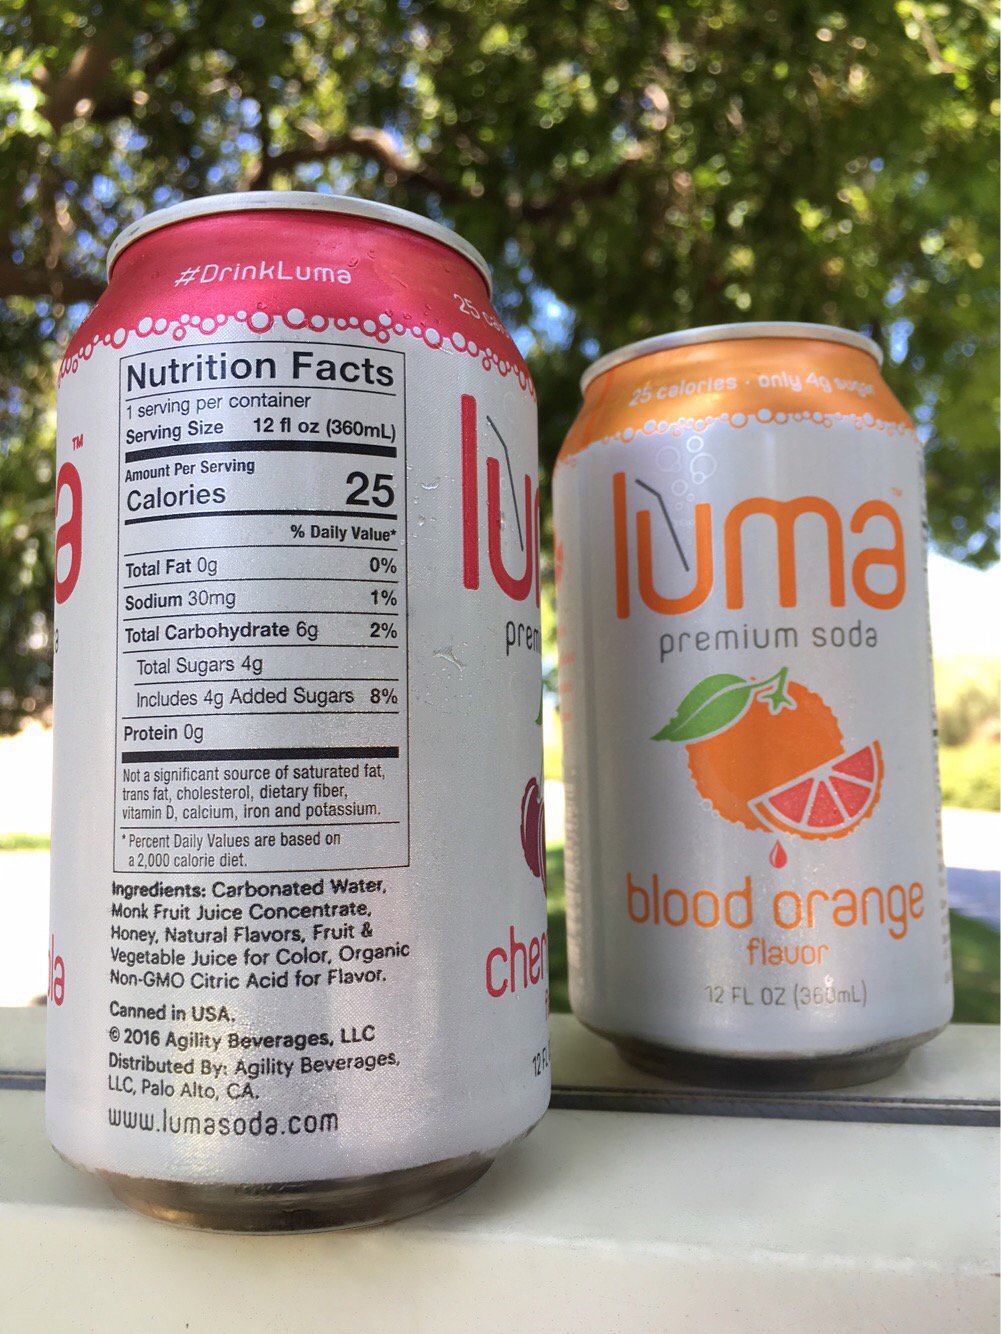 #DrinkLuma
Nutrition Facts
1 serving per container
Serving Size 12 fl oz (360mL)
Amount Per Serving
Calories 25
% Daily Value*
Total Fat 0g 0%
Sodium 30mg 1%
Total Carbohydrate 6g 2%
Total Sugars 4g
Includes 4g Added Sugars 8%
Protein 0g
Not a significant source of saturated fat,
trans fat, cholesterol, dietary fiber,
vitamin D, calcium, iron and potassium.
* Percent Daily Values are based on
a 2,000 calorie diet.
Ingredients: Carbonated Water,
Monk Fruit Juice Concentrate,
Honey, Natural Flavors, Fruit &
Vegetable Juice for Color, Organic
Non-GMO Citric Acid for Flavor.
Canned in USA.
© 2016 Agility Beverages, LLC
Distributed By: Agility Beverages,
LLC, Palo Alto, CA.
www.lumasoda.com
25
12
25 calories · only 4g sugar
luma™
premium soda
blood orange
flavor
12 FL OZ (360mL)